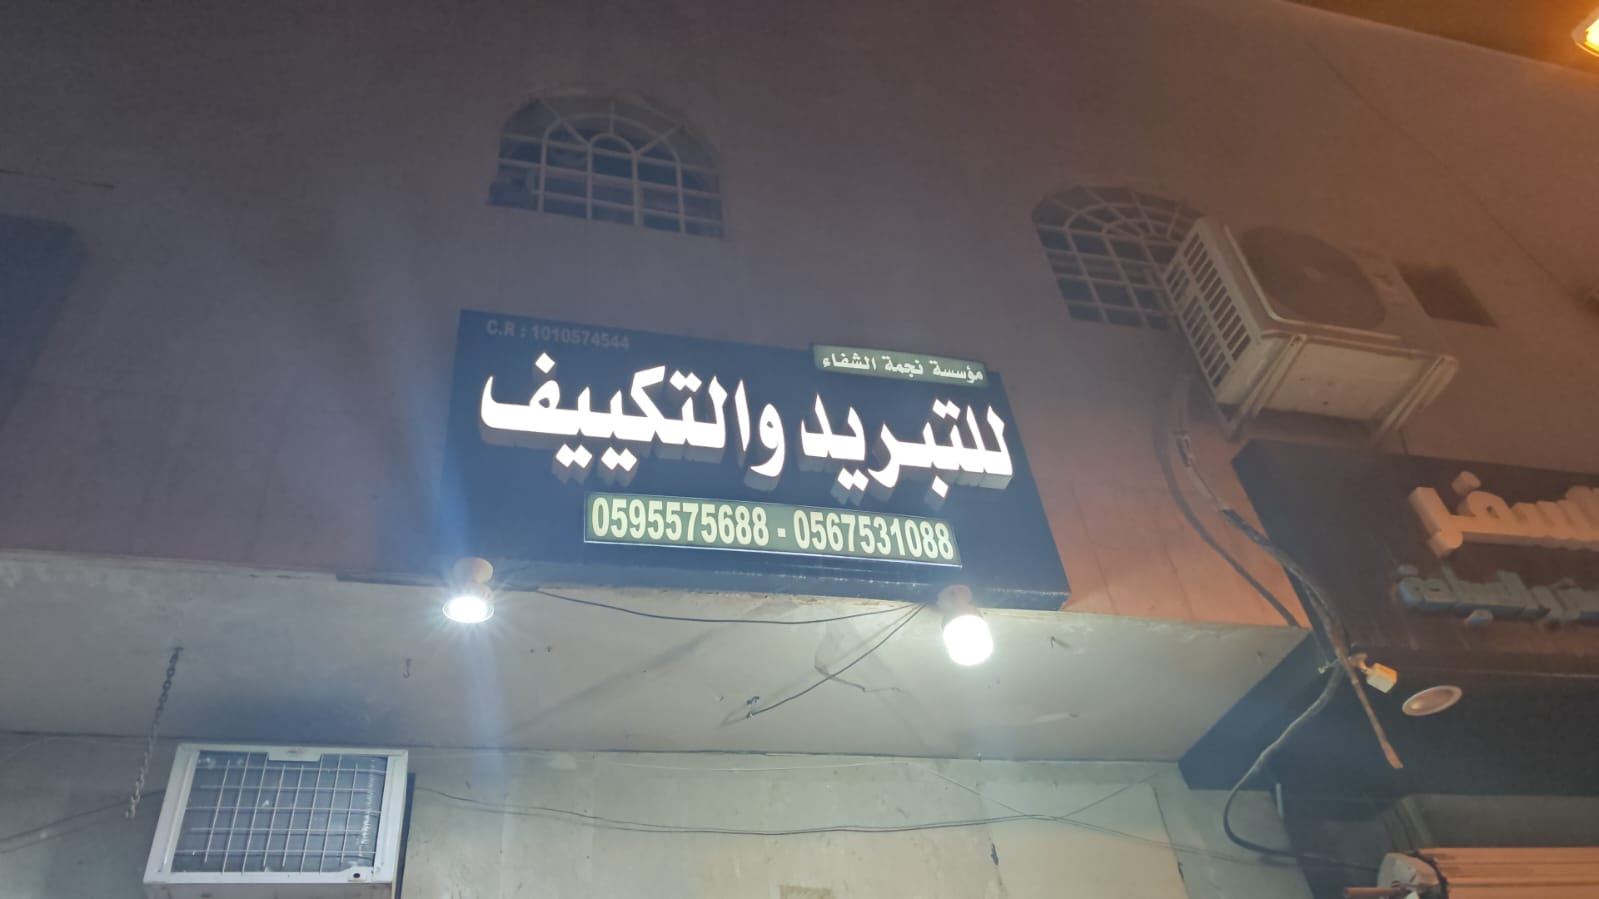 C.R : 1010574544
مؤسسة نجمة الشفاء
للتبريد والتكييف
0595575688 - 0567531088